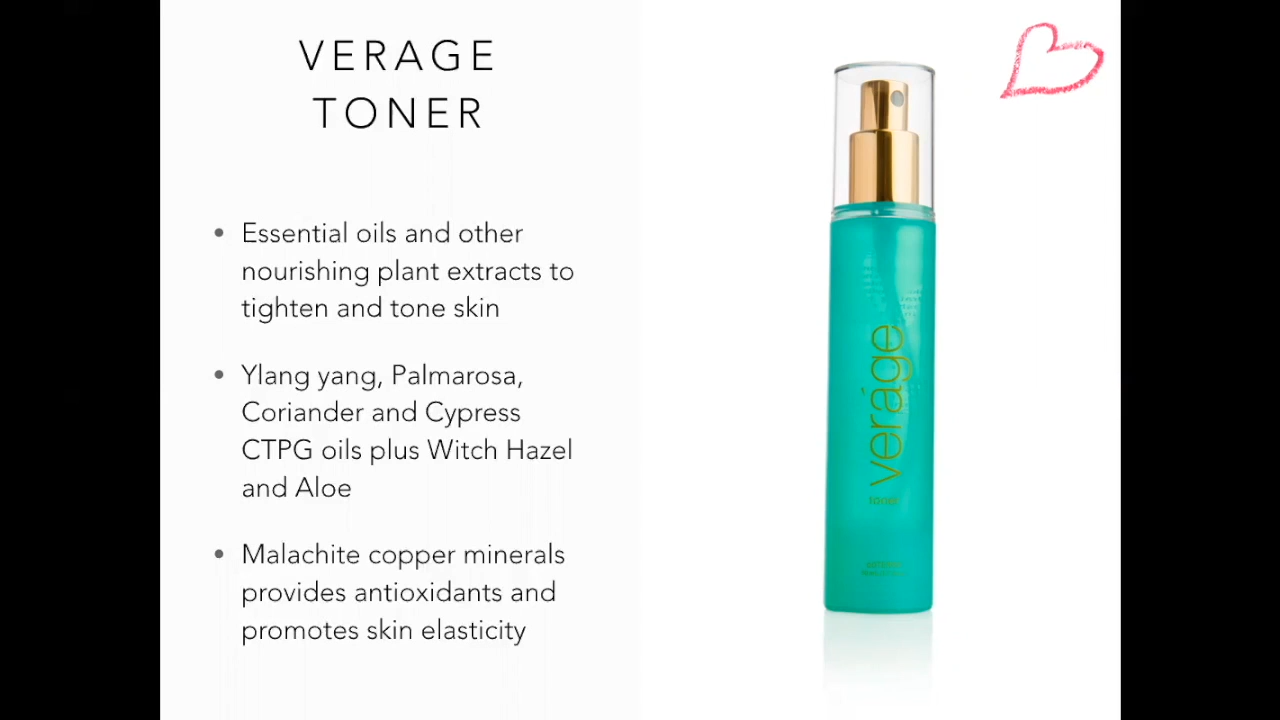 VERAGE
TONER
• Essential oils and other
nourishing plant extracts to
tighten and tone skin
• Ylang yang, Palmarosa,
Coriander and Cypress
CTPG oils plus Witch Hazel
and Aloe
• Malachite copper minerals
provides antioxidants and
promotes skin elasticity
veráge
toner